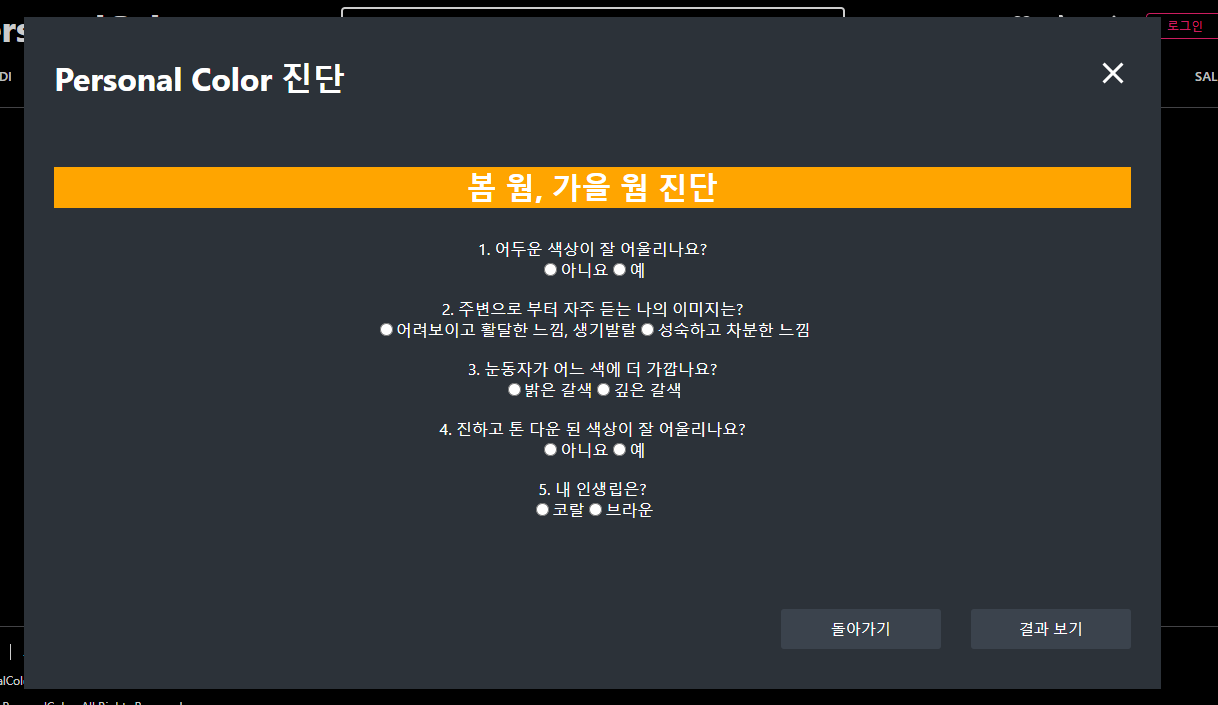 로그인
DI
SAL
Personal Color 진단
봄 웜, 가을 웜 진단
1. 어두운 색상이 잘 어울리나요?
아니요 예
2. 주변으로 부터 자주 듣는 나의 이미지는?
어려보이고 활달한 느낌, 생기발랄 성숙하고 차분한 느낌
3. 눈동자가 어느 색에 더 가깝나요?
밝은 갈색 깊은 갈색
4. 진하고 톤 다운 된 색상이 잘 어울리나요?
아니요 예
5. 내 인생립은?
코랄 브라운
돌아가기 결과 보기